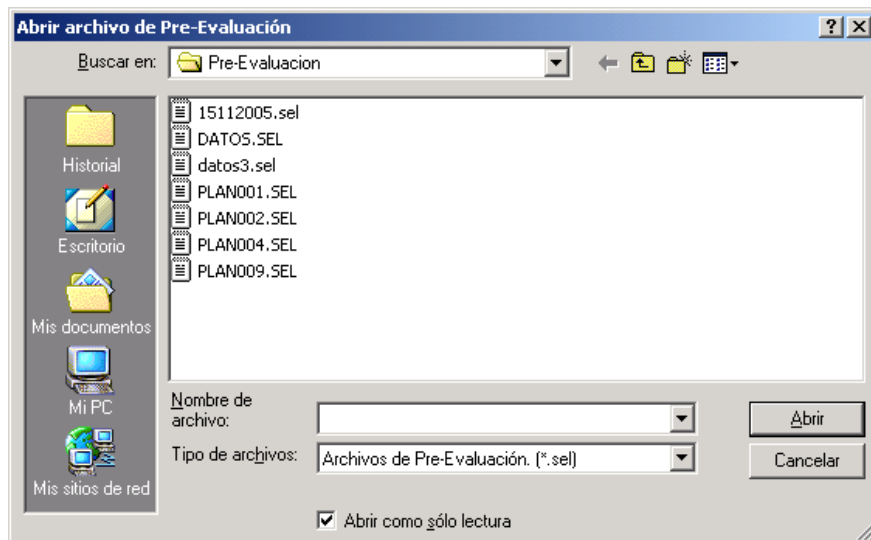 Abrir archivo de Pre-Evaluación
Buscar en: Pre-Evaluacion
Historial
Escritorio
Mis documentos
Mi PC
Mis sitios de red
15112005.sel
DATOS.SEL
datos3.sel
PLAN001.SEL
PLAN002.SEL
PLAN004.SEL
PLAN009.SEL
Nombre de
archivo:
Abrir
Tipo de archivos: Archivos de Pre-Evaluación. (*.sel)
Cancelar
Abrir como sólo lectura